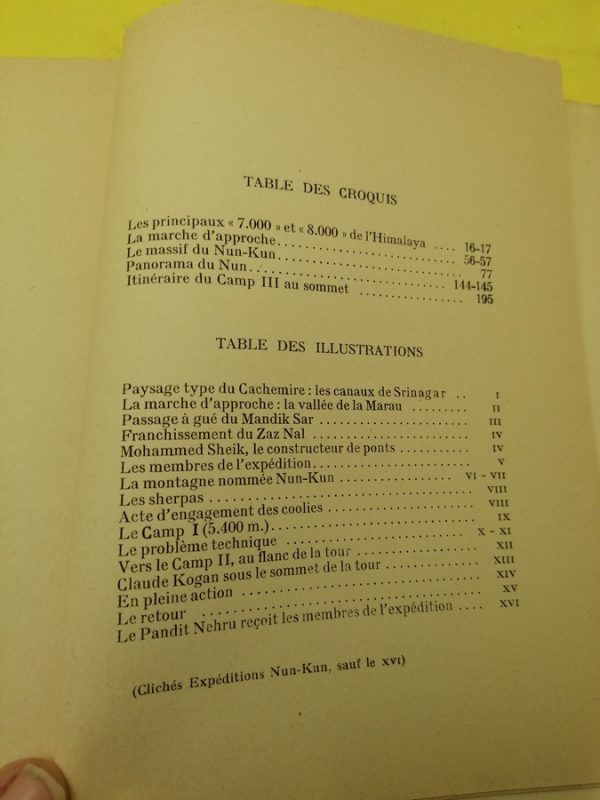 TABLE DES CROQUIS
Les principaux « 7.000 » et « 8.000 » de l'Himalaya .... 16-17
La marche d'approche.............................. 56-57
Le massif du Nun-Kun.............................. 77
Panorama du Nun.............................. 144-145
Itinéraire du Camp III au sommet .................. 195
TABLE DES ILLUSTRATIONS
Paysage type du Cachemire : les canaux de Srinagar .. I
La marche d'approche : la vallée de la Marau ......... II
Passage à gué du Mandik Sar ......................... III
Franchissement du Zaz Nal ......................... IV
Mohammed Sheik, le constructeur de ponts ............ IV
Les membres de l'expédition......................... V
La montagne nommée Nun-Kun .................. VI - VII
Les sherpas ................................... VIII
Acte d'engagement des coolies ..................... VIII
Le Camp I (5.400 m.)............................. IX
Le problème technique ......................... X - XI
Vers le Camp II, au flanc de la tour ................ XII
Claude Kogan sous le sommet de la tour ............. XIII
En pleine action ............................... XIV
Le retour ...................................... XV
Le Pandit Nehru reçoit les membres de l'expédition .... XVI
(Clichés Expéditions Nun-Kun, sauf le XVI)